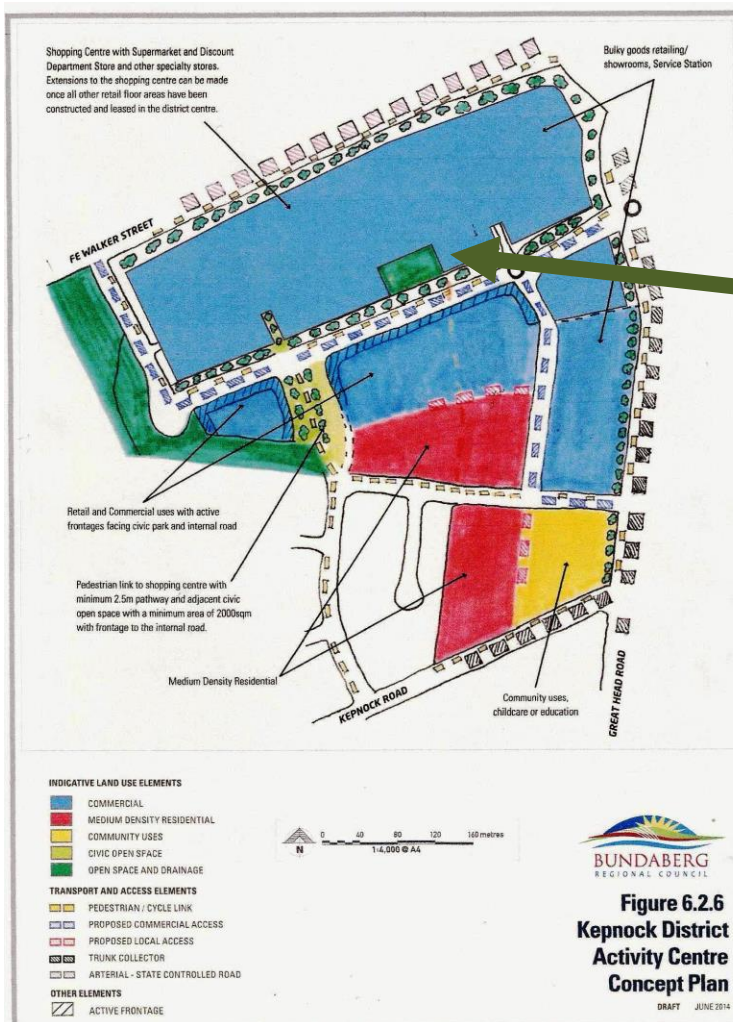 Shopping Centre with Supermarket and Discount
Department Store and other specialty stores.
Extensions to the shopping centre can be made
once all other retail floor areas have been
constructed and leased in the district centre.
Bulky goods retailing/
showrooms, Service Station
FE WALKER STREET
Retail and Commercial uses with active
frontages facing civic park and internal road
Pedestrian link to shopping centre with
minimum 2.5m pathway and adjacent civic
open space with a minimum area of 2000sqm
with frontage to the internal road.
Medium Density Residential
KEPNOCK ROAD
Community uses,
childcare or education
GREAT HEAD ROAD
INDICATIVE LAND USE ELEMENTS
COMMERCIAL
MEDIUM DENSITY RESIDENTIAL
COMMUNITY USES
CIVIC OPEN SPACE
OPEN SPACE AND DRAINAGE
TRANSPORT AND ACCESS ELEMENTS
PEDESTRIAN / CYCLE LINK
PROPOSED COMMERCIAL ACCESS
PROPOSED LOCAL ACCESS
TRUNK COLLECTOR
ARTERIAL - STATE CONTROLLED ROAD
OTHER ELEMENTS
ACTIVE FRONTAGE
N
0 40 80 120 160 metres
1:4,000 @ A4
BUNDABERG
REGIONAL COUNCIL
Figure 6.2.6
Kepnock District
Activity Centre
Concept Plan
DRAFT JUNE 2014